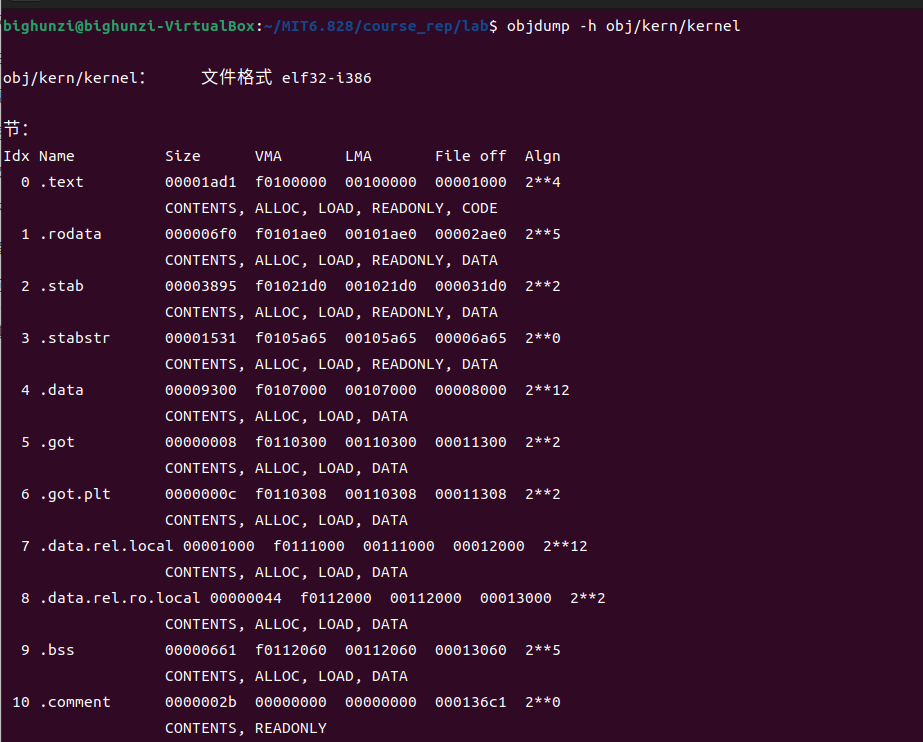 bighunzi@bighunzi-VirtualBox:~/MIT6.828/course_rep/lab$ objdump -h obj/kern/kernel
obj/kern/kernel： 文件格式 elf32-i386
节：
Idx Name Size VMA LMA File off Algn
0 .text 00001ad1 f0100000 00100000 00001000 2**4
CONTENTS, ALLOC, LOAD, READONLY, CODE
1 .rodata 000006f0 f0101ae0 00101ae0 00002ae0 2**5
CONTENTS, ALLOC, LOAD, READONLY, DATA
2 .stab 00003895 f01021d0 001021d0 000031d0 2**2
CONTENTS, ALLOC, LOAD, READONLY, DATA
3 .stabstr 00001531 f0105a65 00105a65 00006a65 2**0
CONTENTS, ALLOC, LOAD, READONLY, DATA
4 .data 00009300 f0107000 00107000 00008000 2**12
CONTENTS, ALLOC, LOAD, DATA
5 .got 00000008 f0110300 00110300 00011300 2**2
CONTENTS, ALLOC, LOAD, DATA
6 .got.plt 0000000c f0110308 00110308 00011308 2**2
CONTENTS, ALLOC, LOAD, DATA
7 .data.rel.local 00001000 f0111000 00111000 00012000 2**12
CONTENTS, ALLOC, LOAD, DATA
8 .data.rel.ro.local 00000044 f0112000 00112000 00013000 2**2
CONTENTS, ALLOC, LOAD, DATA
9 .bss 00000661 f0112060 00112060 00013060 2**5
CONTENTS, ALLOC, LOAD, DATA
10 .comment 0000002b 00000000 00000000 000136c1 2**0
CONTENTS, READONLY